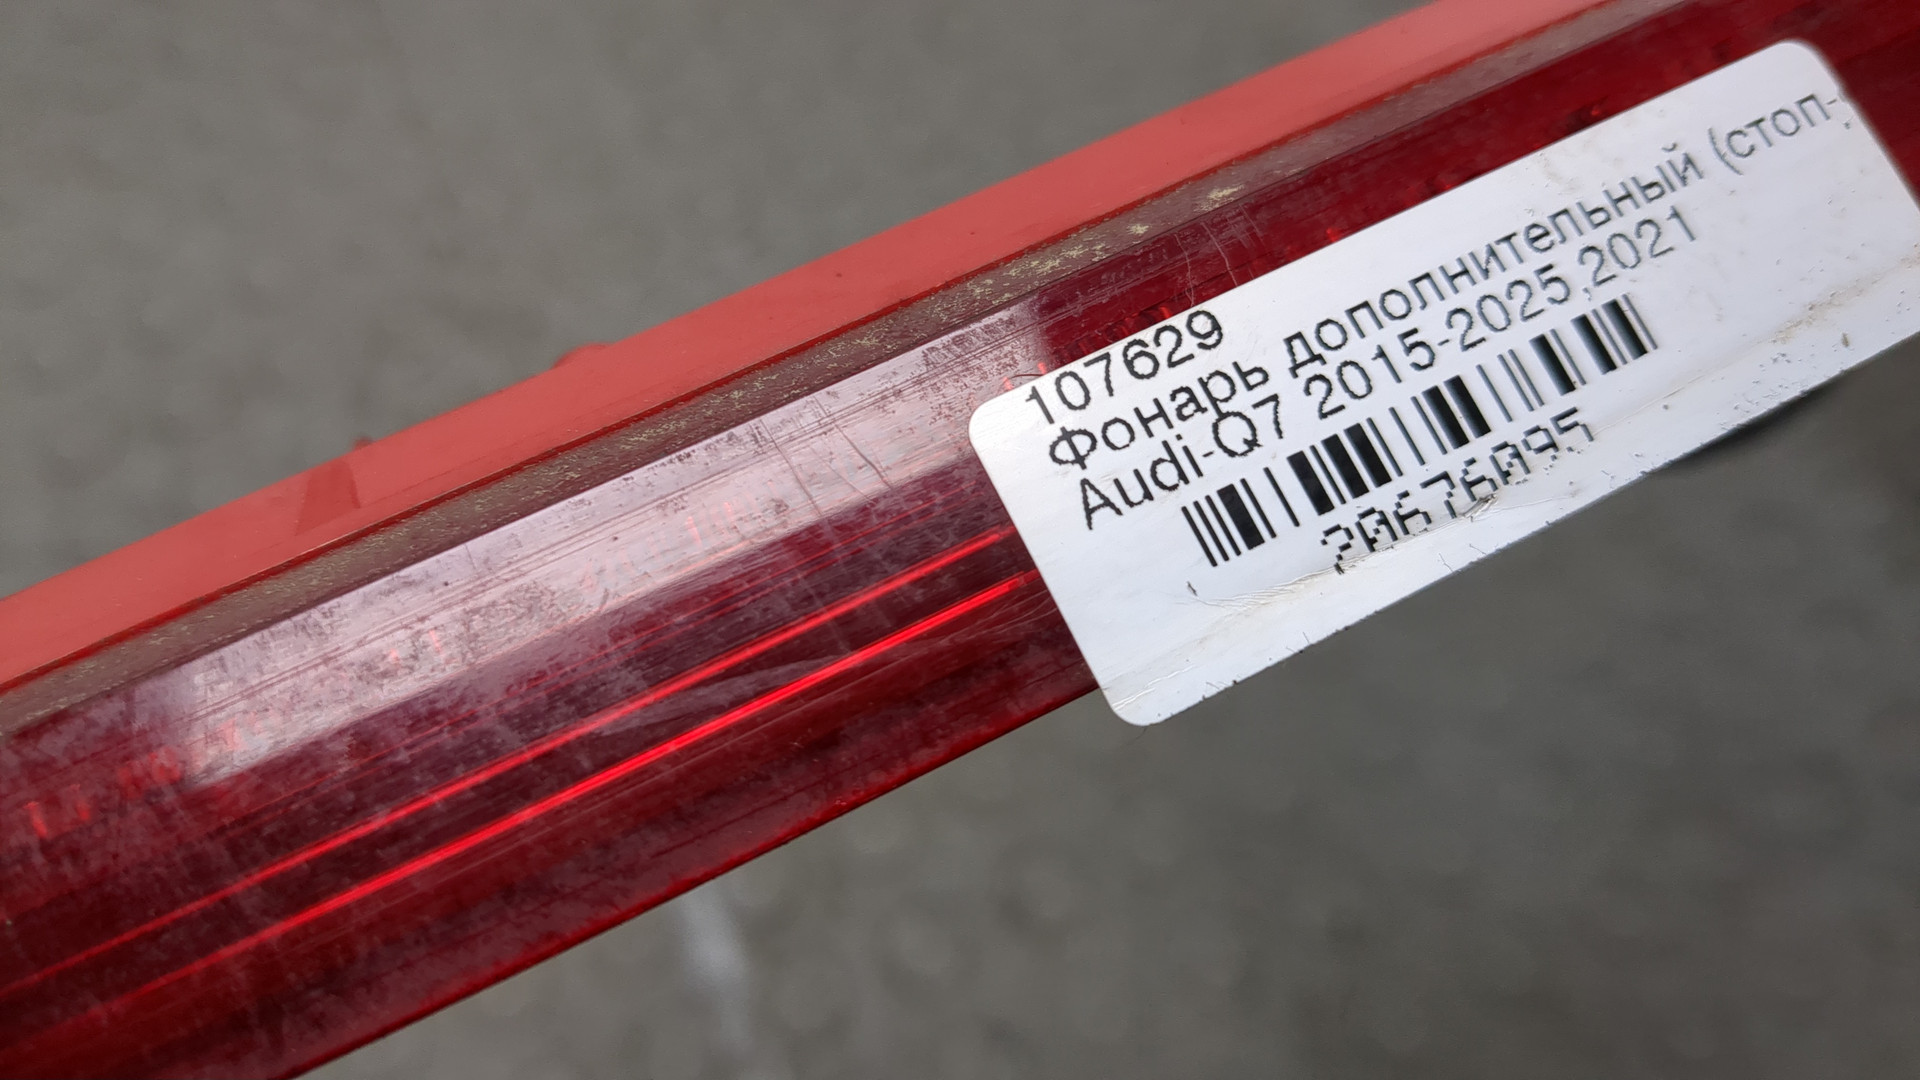 107629
Фонарь дополнительный (стоп-
Audi-Q7 2015-2025,2021
20676095